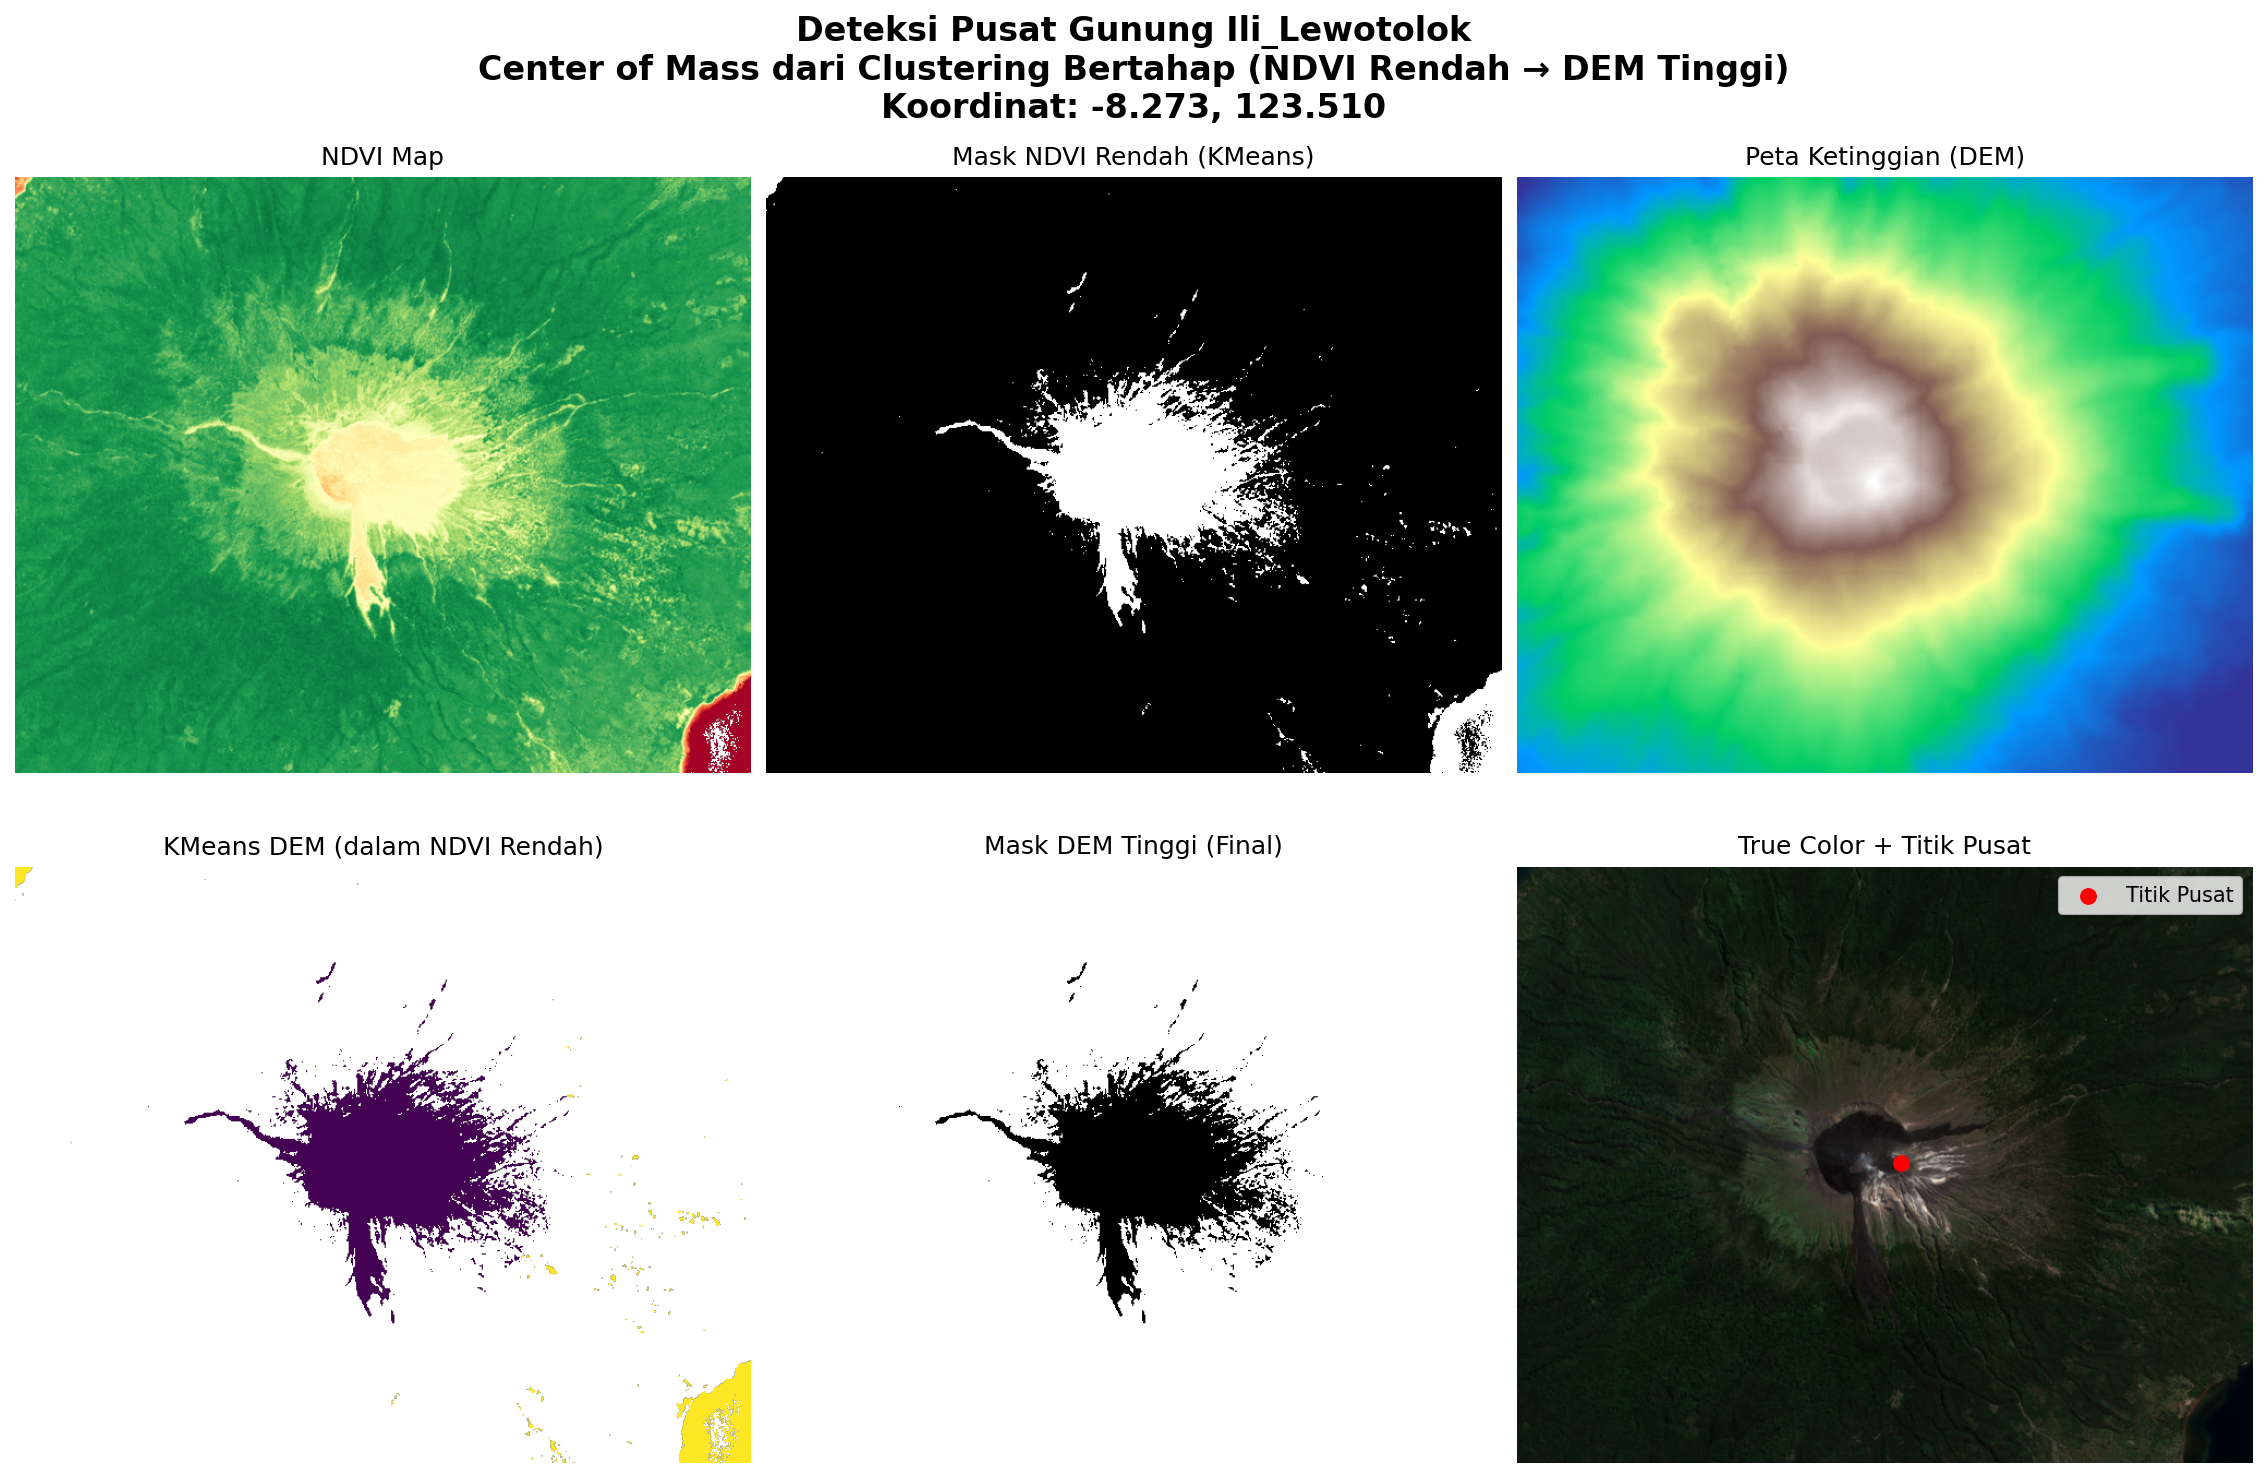 Deteksi Pusat Gunung Ili_Lewotolok
Center of Mass dari Clustering Bertahap (NDVI Rendah → DEM Tinggi)
Koordinat: -8.273, 123.510
NDVI Map
Mask NDVI Rendah (KMeans)
Peta Ketinggian (DEM)
KMeans DEM (dalam NDVI Rendah)
Mask DEM Tinggi (Final)
True Color + Titik Pusat
Titik Pusat